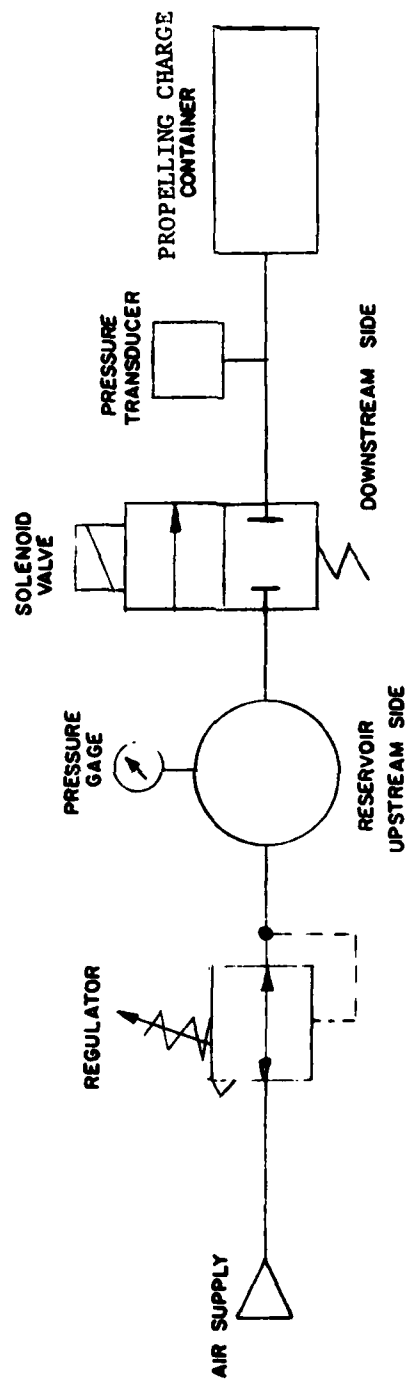 AIR SUPPLY
REGULATOR
PRESSURE
GAGE
RESERVOIR
UPSTREAM SIDE
SOLENOID
VALVE
PRESSURE
TRANSDUCER
DOWNSTREAM SIDE
PROPELLING CHARGE
CONTAINER